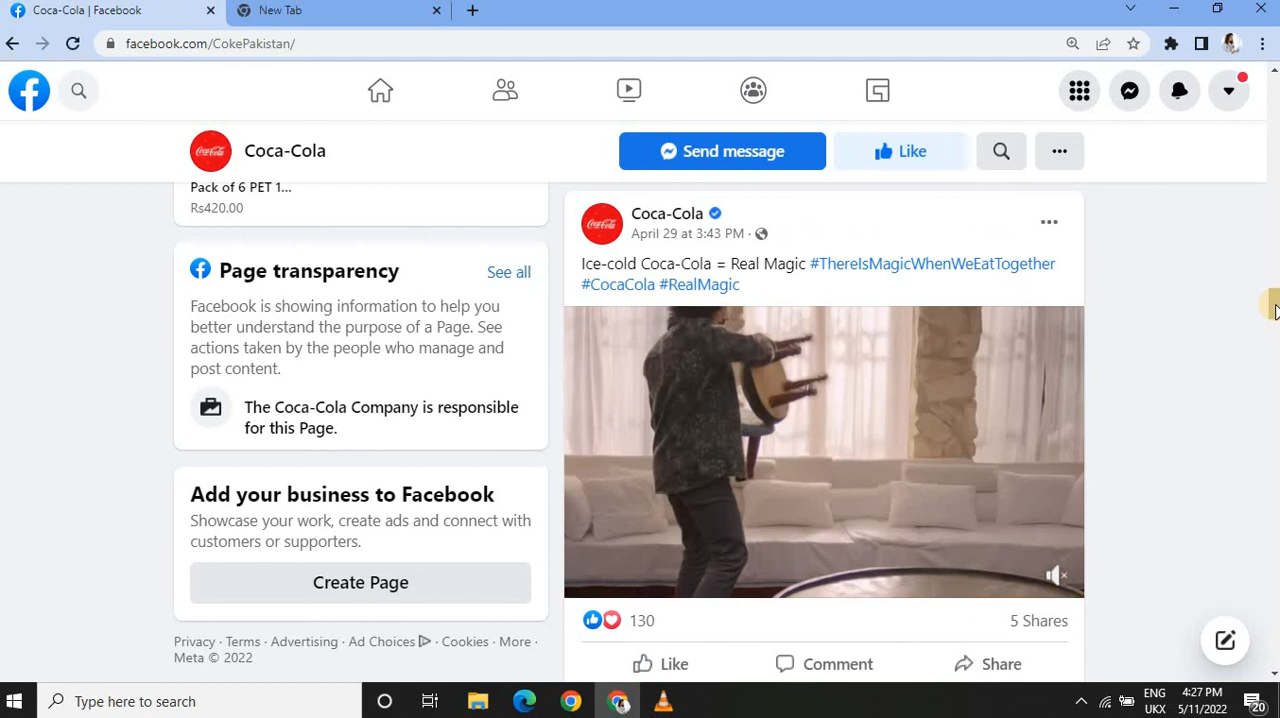 Coca-Cola | Facebook
New Tab
facebook.com/CokePakistan/
Coca-Cola
Send message
Like
Pack of 6 PET 1...
Rs420.00
Page transparency
See all
Facebook is showing information to help you
better understand the purpose of a Page. See
actions taken by the people who manage and
post content.
The Coca-Cola Company is responsible
for this Page.
Add your business to Facebook
Showcase your work, create ads and connect with
customers or supporters.
Create Page
Privacy · Terms · Advertising · Ad Choices · Cookies · More ·
Meta © 2022
Coca-Cola
April 29 at 3:43 PM ·
Ice-cold Coca-Cola = Real Magic #ThereIsMagicWhenWeEatTogether
#CocaCola #RealMagic
130
5 Shares
Like
Comment
Share
Type here to search
ENG
UKX
4:27 PM
5/11/2022
20